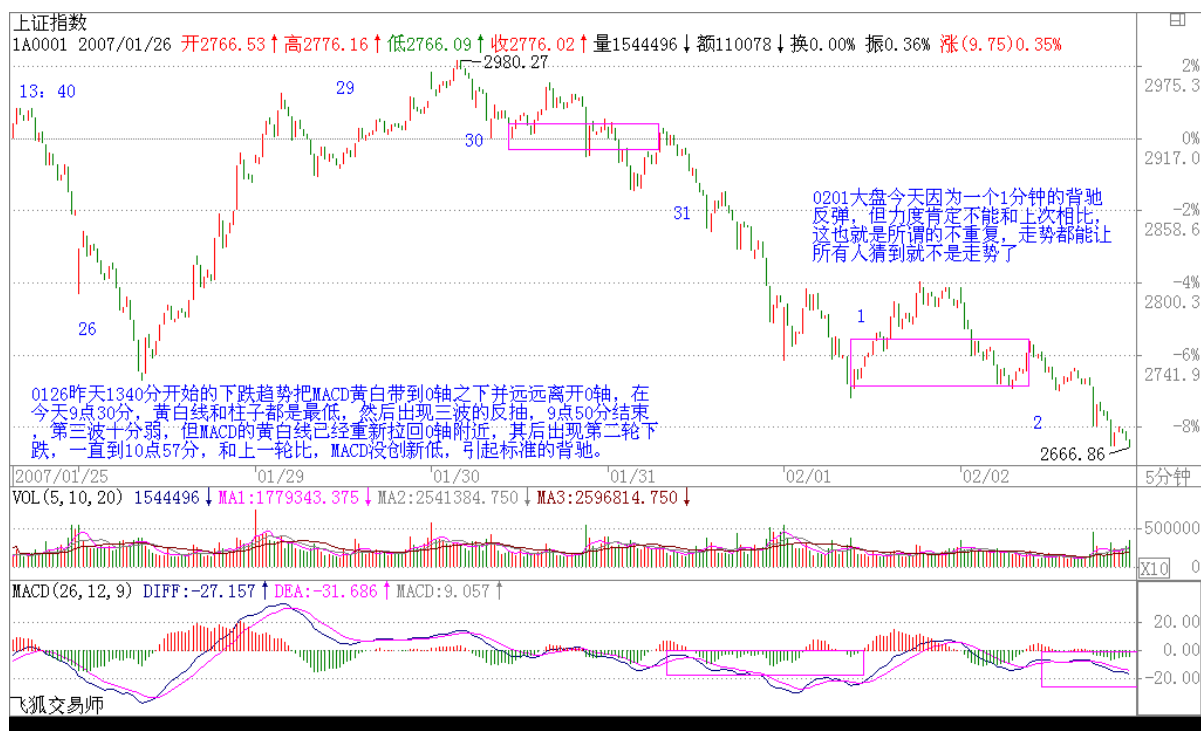 上证指数
1A0001 2007/01/26 开2766.53↑高2776.16↑低2766.09↑收2776.02↑量1544496↓额110078↓换0.00% 振0.36% 涨(9.75)0.35%
2980.27
2%
2975.3
13：40
29
30
0%
2917.0
31
0201大盘今天因为一个1分钟的背驰
反弹，但力度肯定不能和上次相比，
这也就是所谓的不重复，走势都能让
所有人猜到就不是走势了
-2%
2858.6
-4%
2800.3
26
1
-6%
2741.9
0126昨天1340分开始的下跌趋势把MACD黄白带到0轴之下并远远离开0轴，在
今天9点30分，黄白线和柱子都是最低，然后出现三波的反抽，9点50分结束
，第三波十分弱，但MACD的黄白线已经重新拉回0轴附近，其后出现第二轮下
跌，一直到10点57分，和上一轮比，MACD没创新低，引起标准的背驰。
2
-8%
2666.86
2007/01/25 01/29 01/30 01/31 02/01 02/02 5分钟
VOL(5,10,20) 1544496↓MA1:1779343.375↓MA2:2541384.750↓MA3:2596814.750↓
500000
0
X10
MACD(26,12,9) DIFF:-27.157↑DEA:-31.686↑MACD:9.057↑
20.00
0.00
-20.00
飞狐交易师